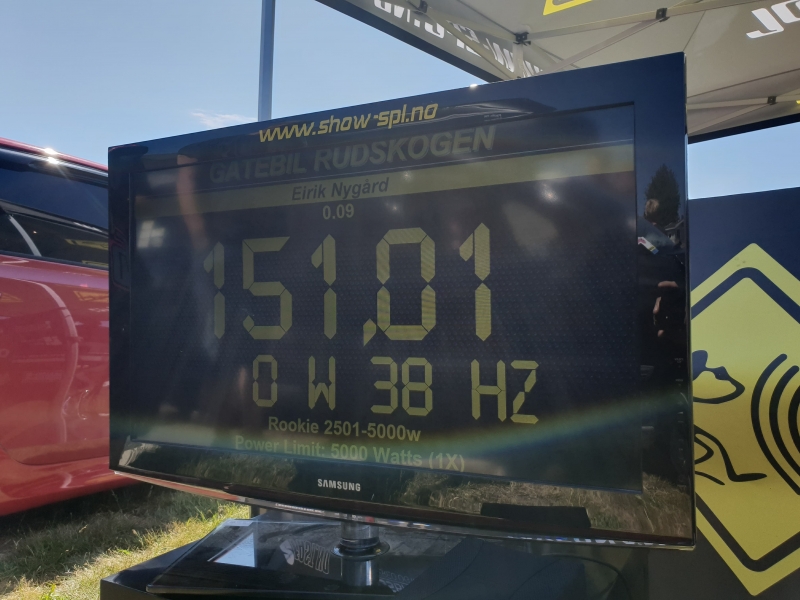 www.show-spl.no
GATEBIL RUDSKOGEN
Eirik Nygård
0.09
151,01
0 W 38 HZ
Rookie 2501-5000w
Power Limit: 5000 Watts (1X)
SAMSUNG